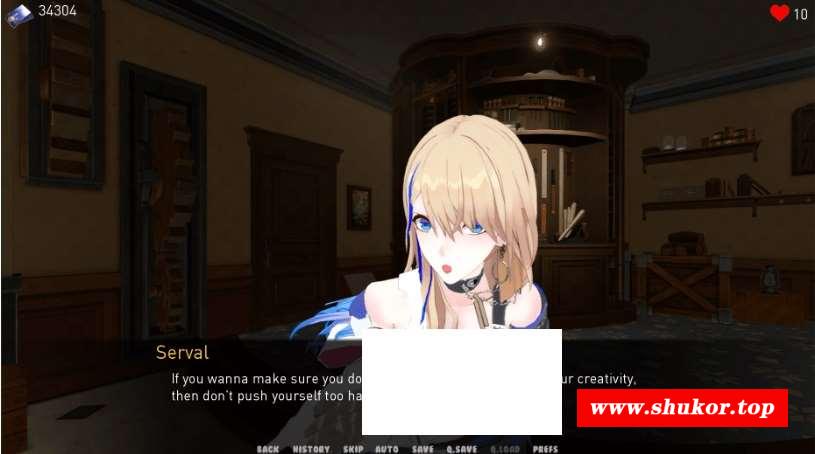 34304
10
Serval
If you wanna make sure you do ur creativity,
then don't push yourself too ha
www.shukor.top
BACK HISTORY SKIP AUTO SAVE Q.SAVE Q.LOAD PREFS